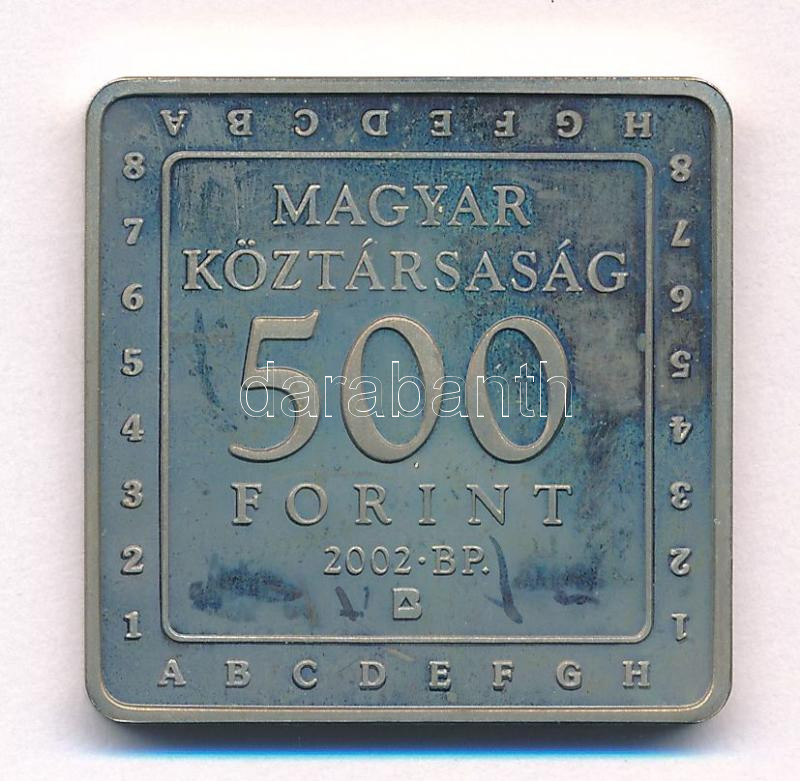 A B C D E F G H
8 8
MAGYAR
7 7
KÖZTÁRSASÁG
6 6
500
5 5
darabanth
4 4
FORINT
3 3
2002·BP.
2 2
B
1 1
A B C D E F G H